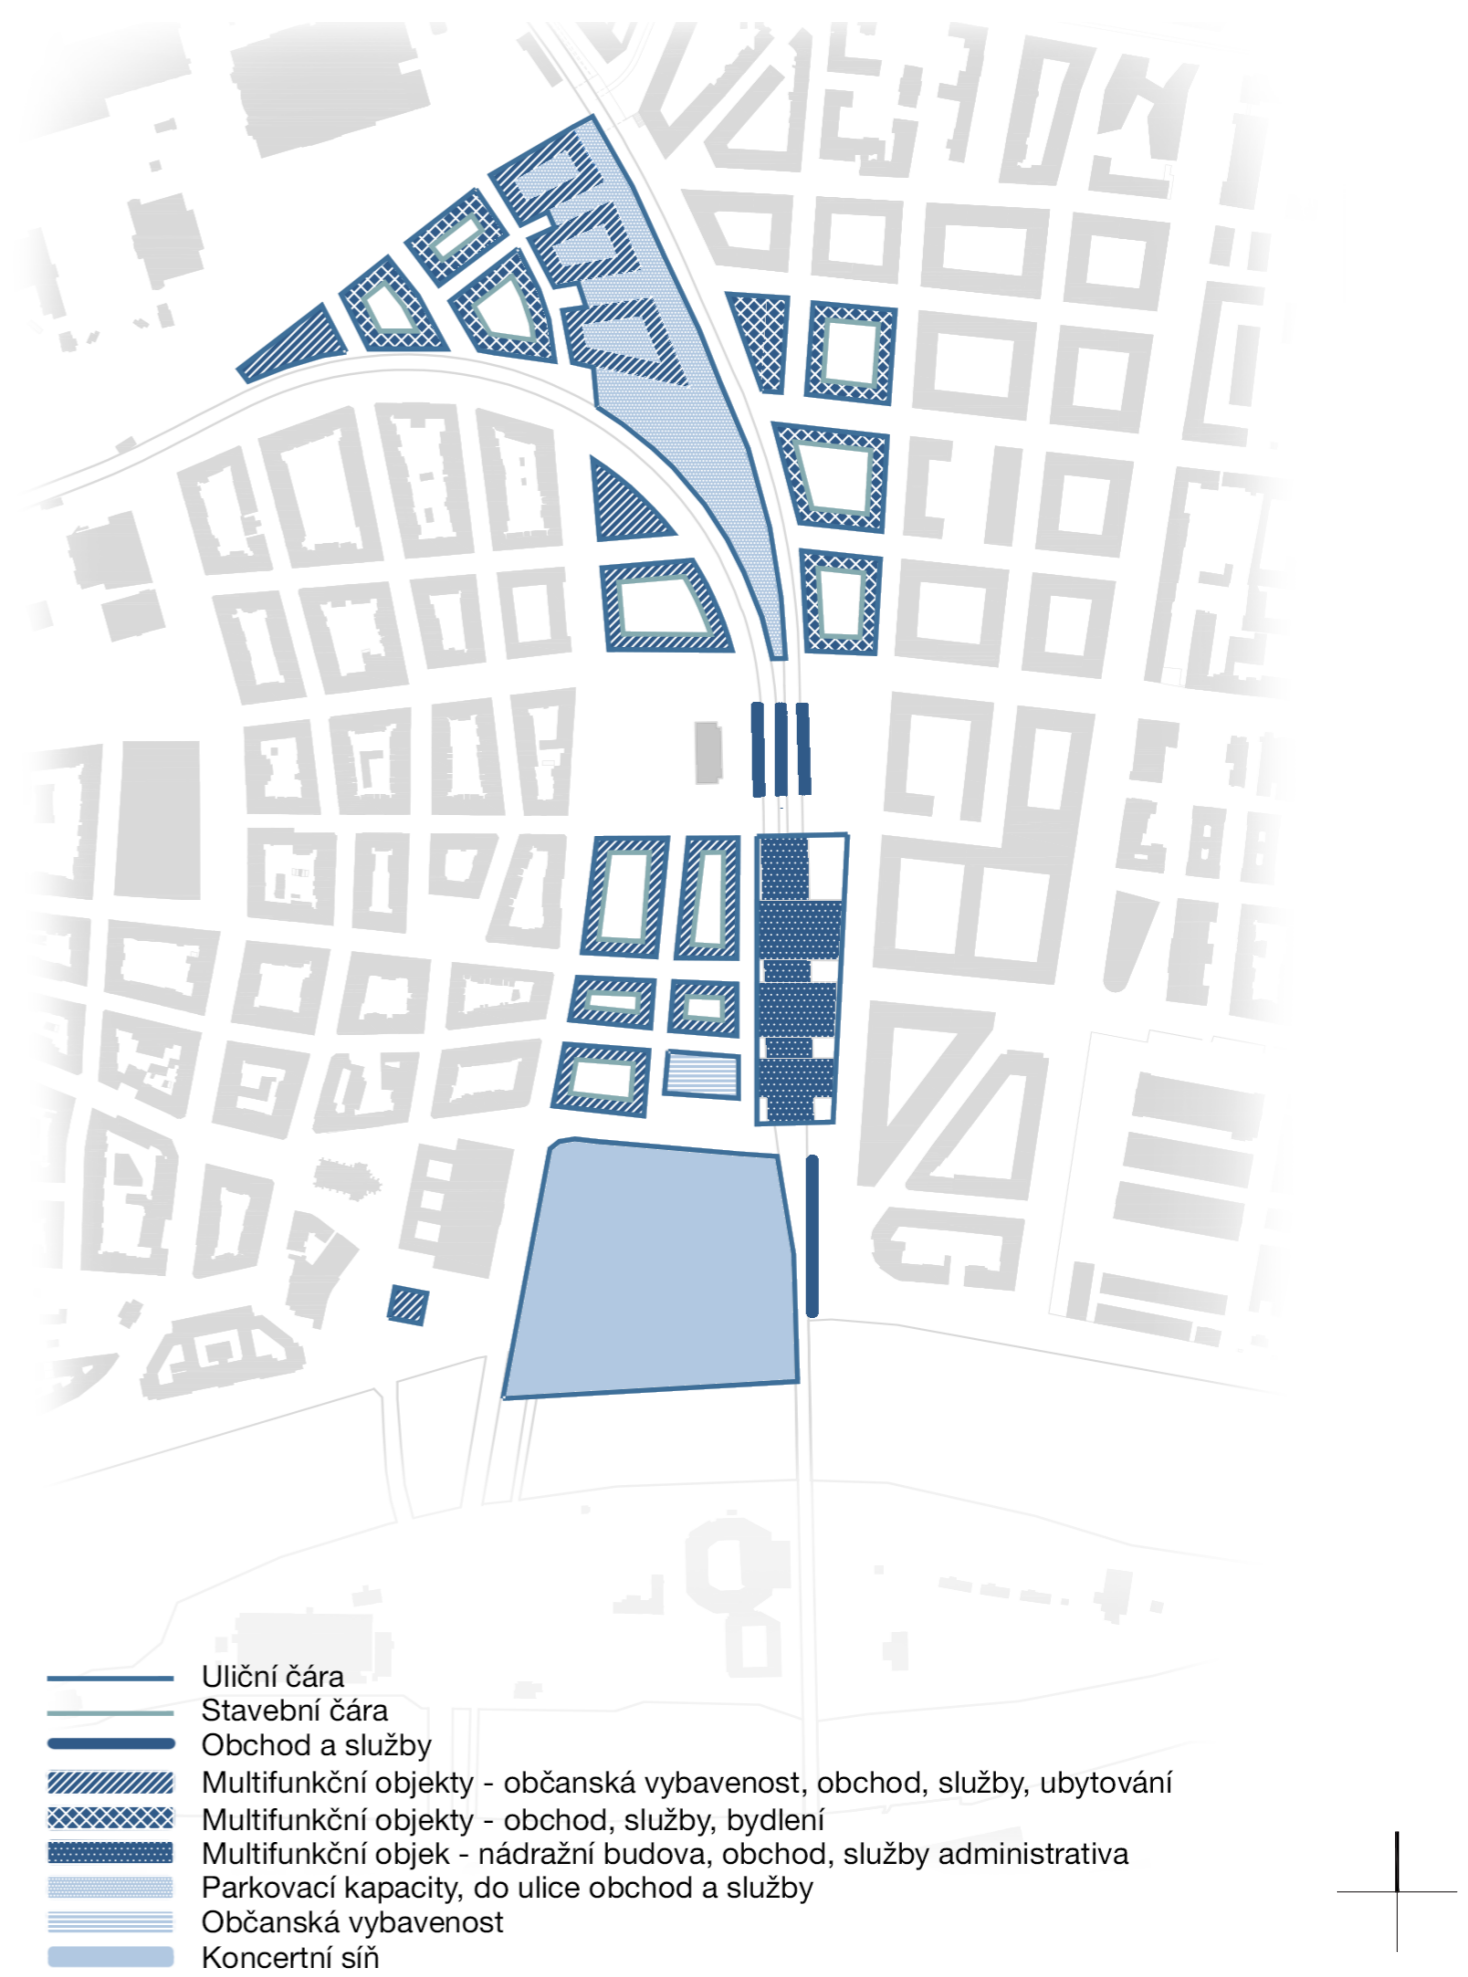 Uliční čára
Stavební čára
Obchod a služby
Multifunkční objekty - občanská vybavenost, obchod, služby, ubytování
Multifunkční objekty - obchod, služby, bydlení
Multifunkční objek - nádražní budova, obchod, služby administrativa
Parkovací kapacity, do ulice obchod a služby
Občanská vybavenost
Koncertní síň